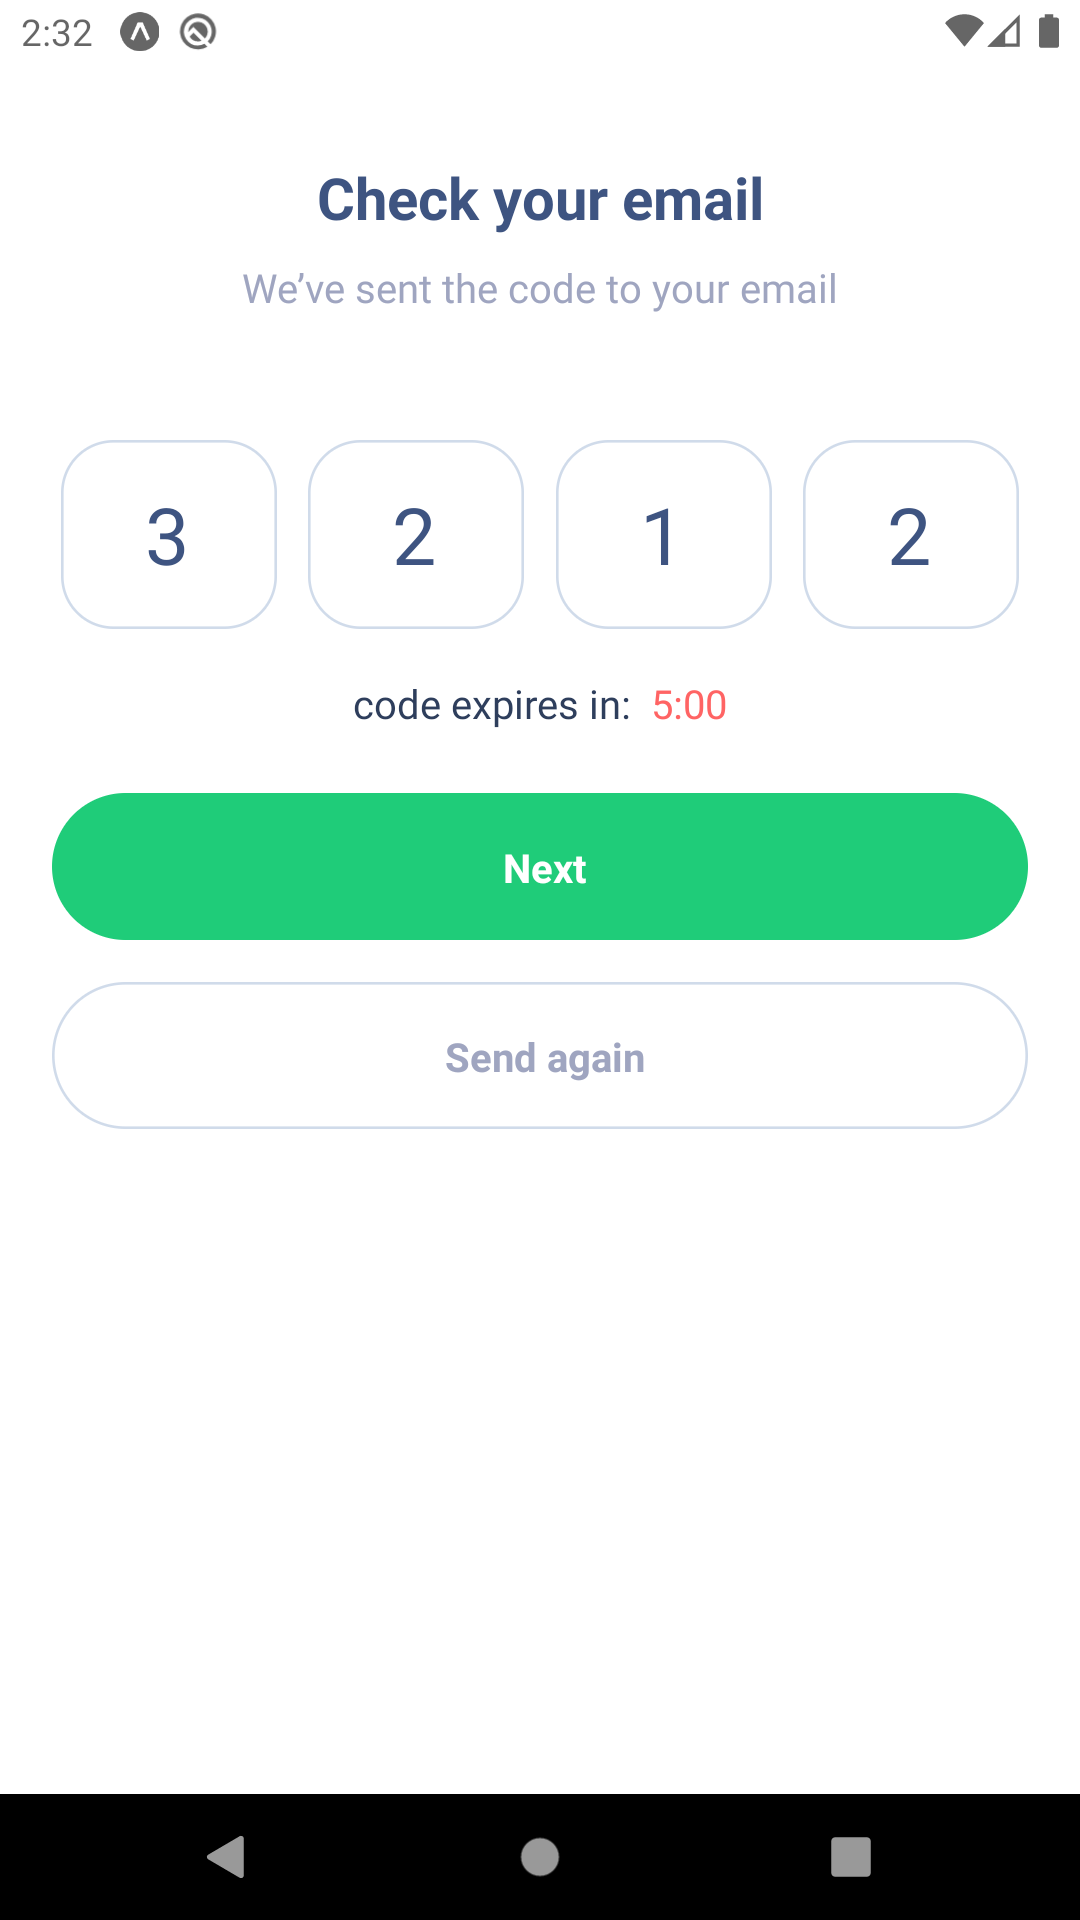 2:32
Check your email
We’ve sent the code to your email
3 2 1 2
code expires in: 5:00
Next
Send again